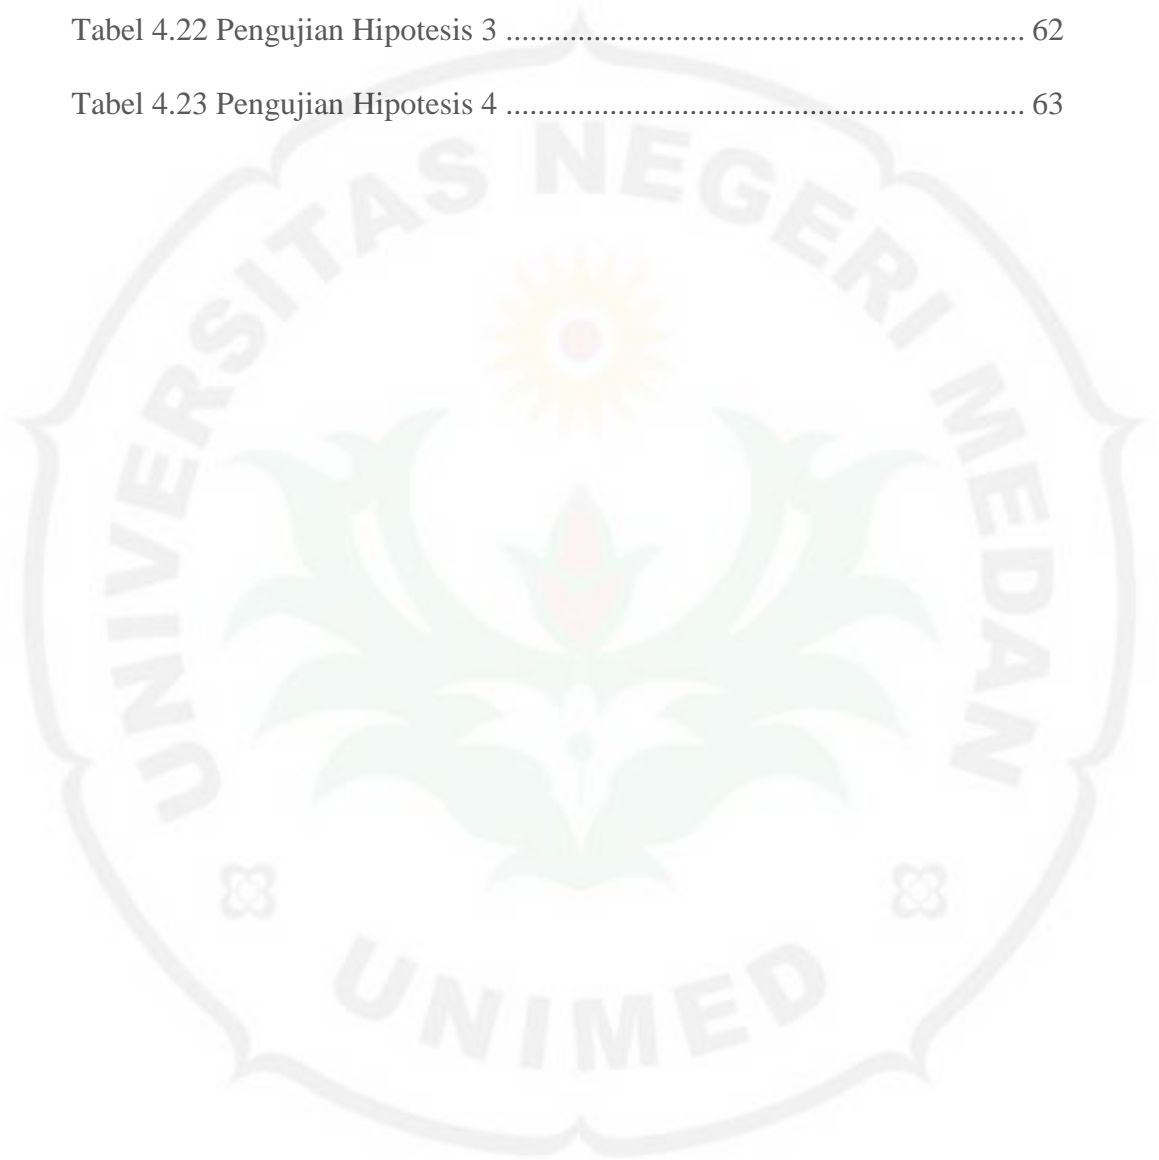 Tabel 4.22 Pengujian Hipotesis 3 ................................................................. 62
Tabel 4.23 Pengujian Hipotesis 4 ................................................................. 63
UNIVERSITAS NEGERI MEDAN
UNIMED